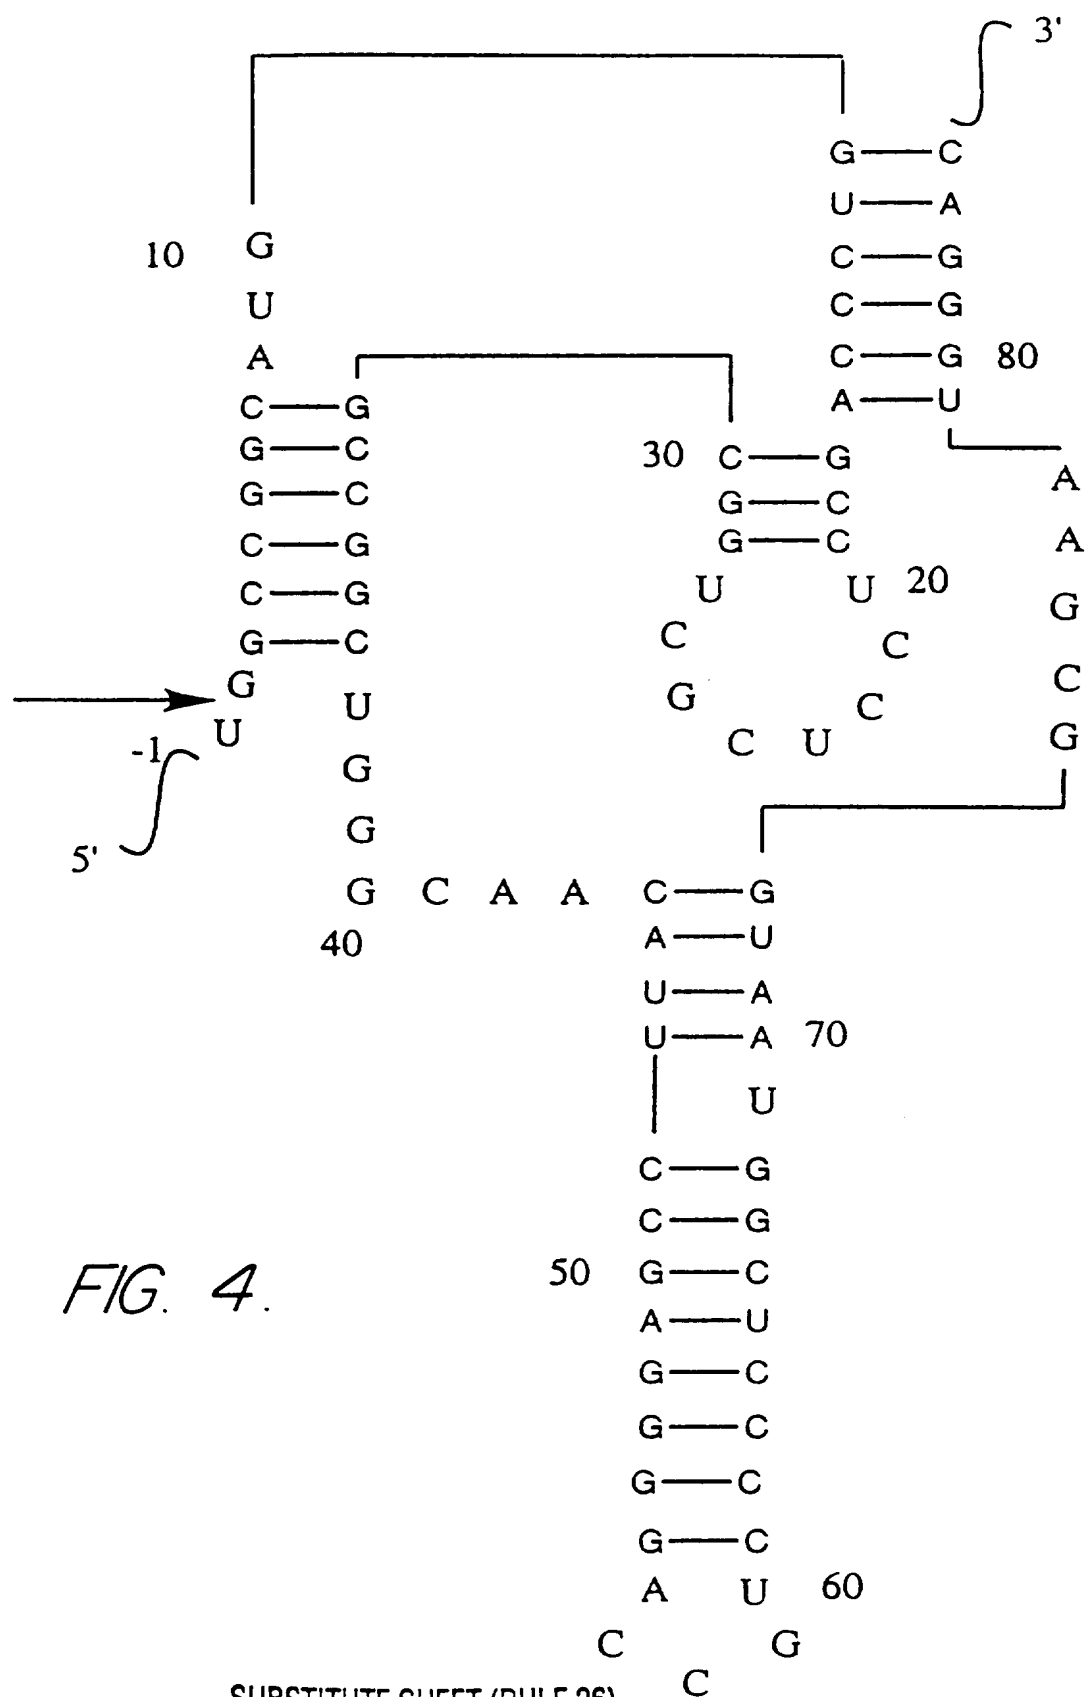 3'
G C
U A
10 G C G
U C G
A C G 80
C G A U
G C 30 C G A
G C G C A
C G G C G
C G U U 20 C
G C C C G
G U G C
-1 U G C U
5' G
G C A A C G
40 A U
U A
U A 70
U
C G
C G
50 G C
A U
G C
G C
G C
G C
A U 60
C G
C
FIG. 4.
SUBSTITUTE SHEET (RULE 26)